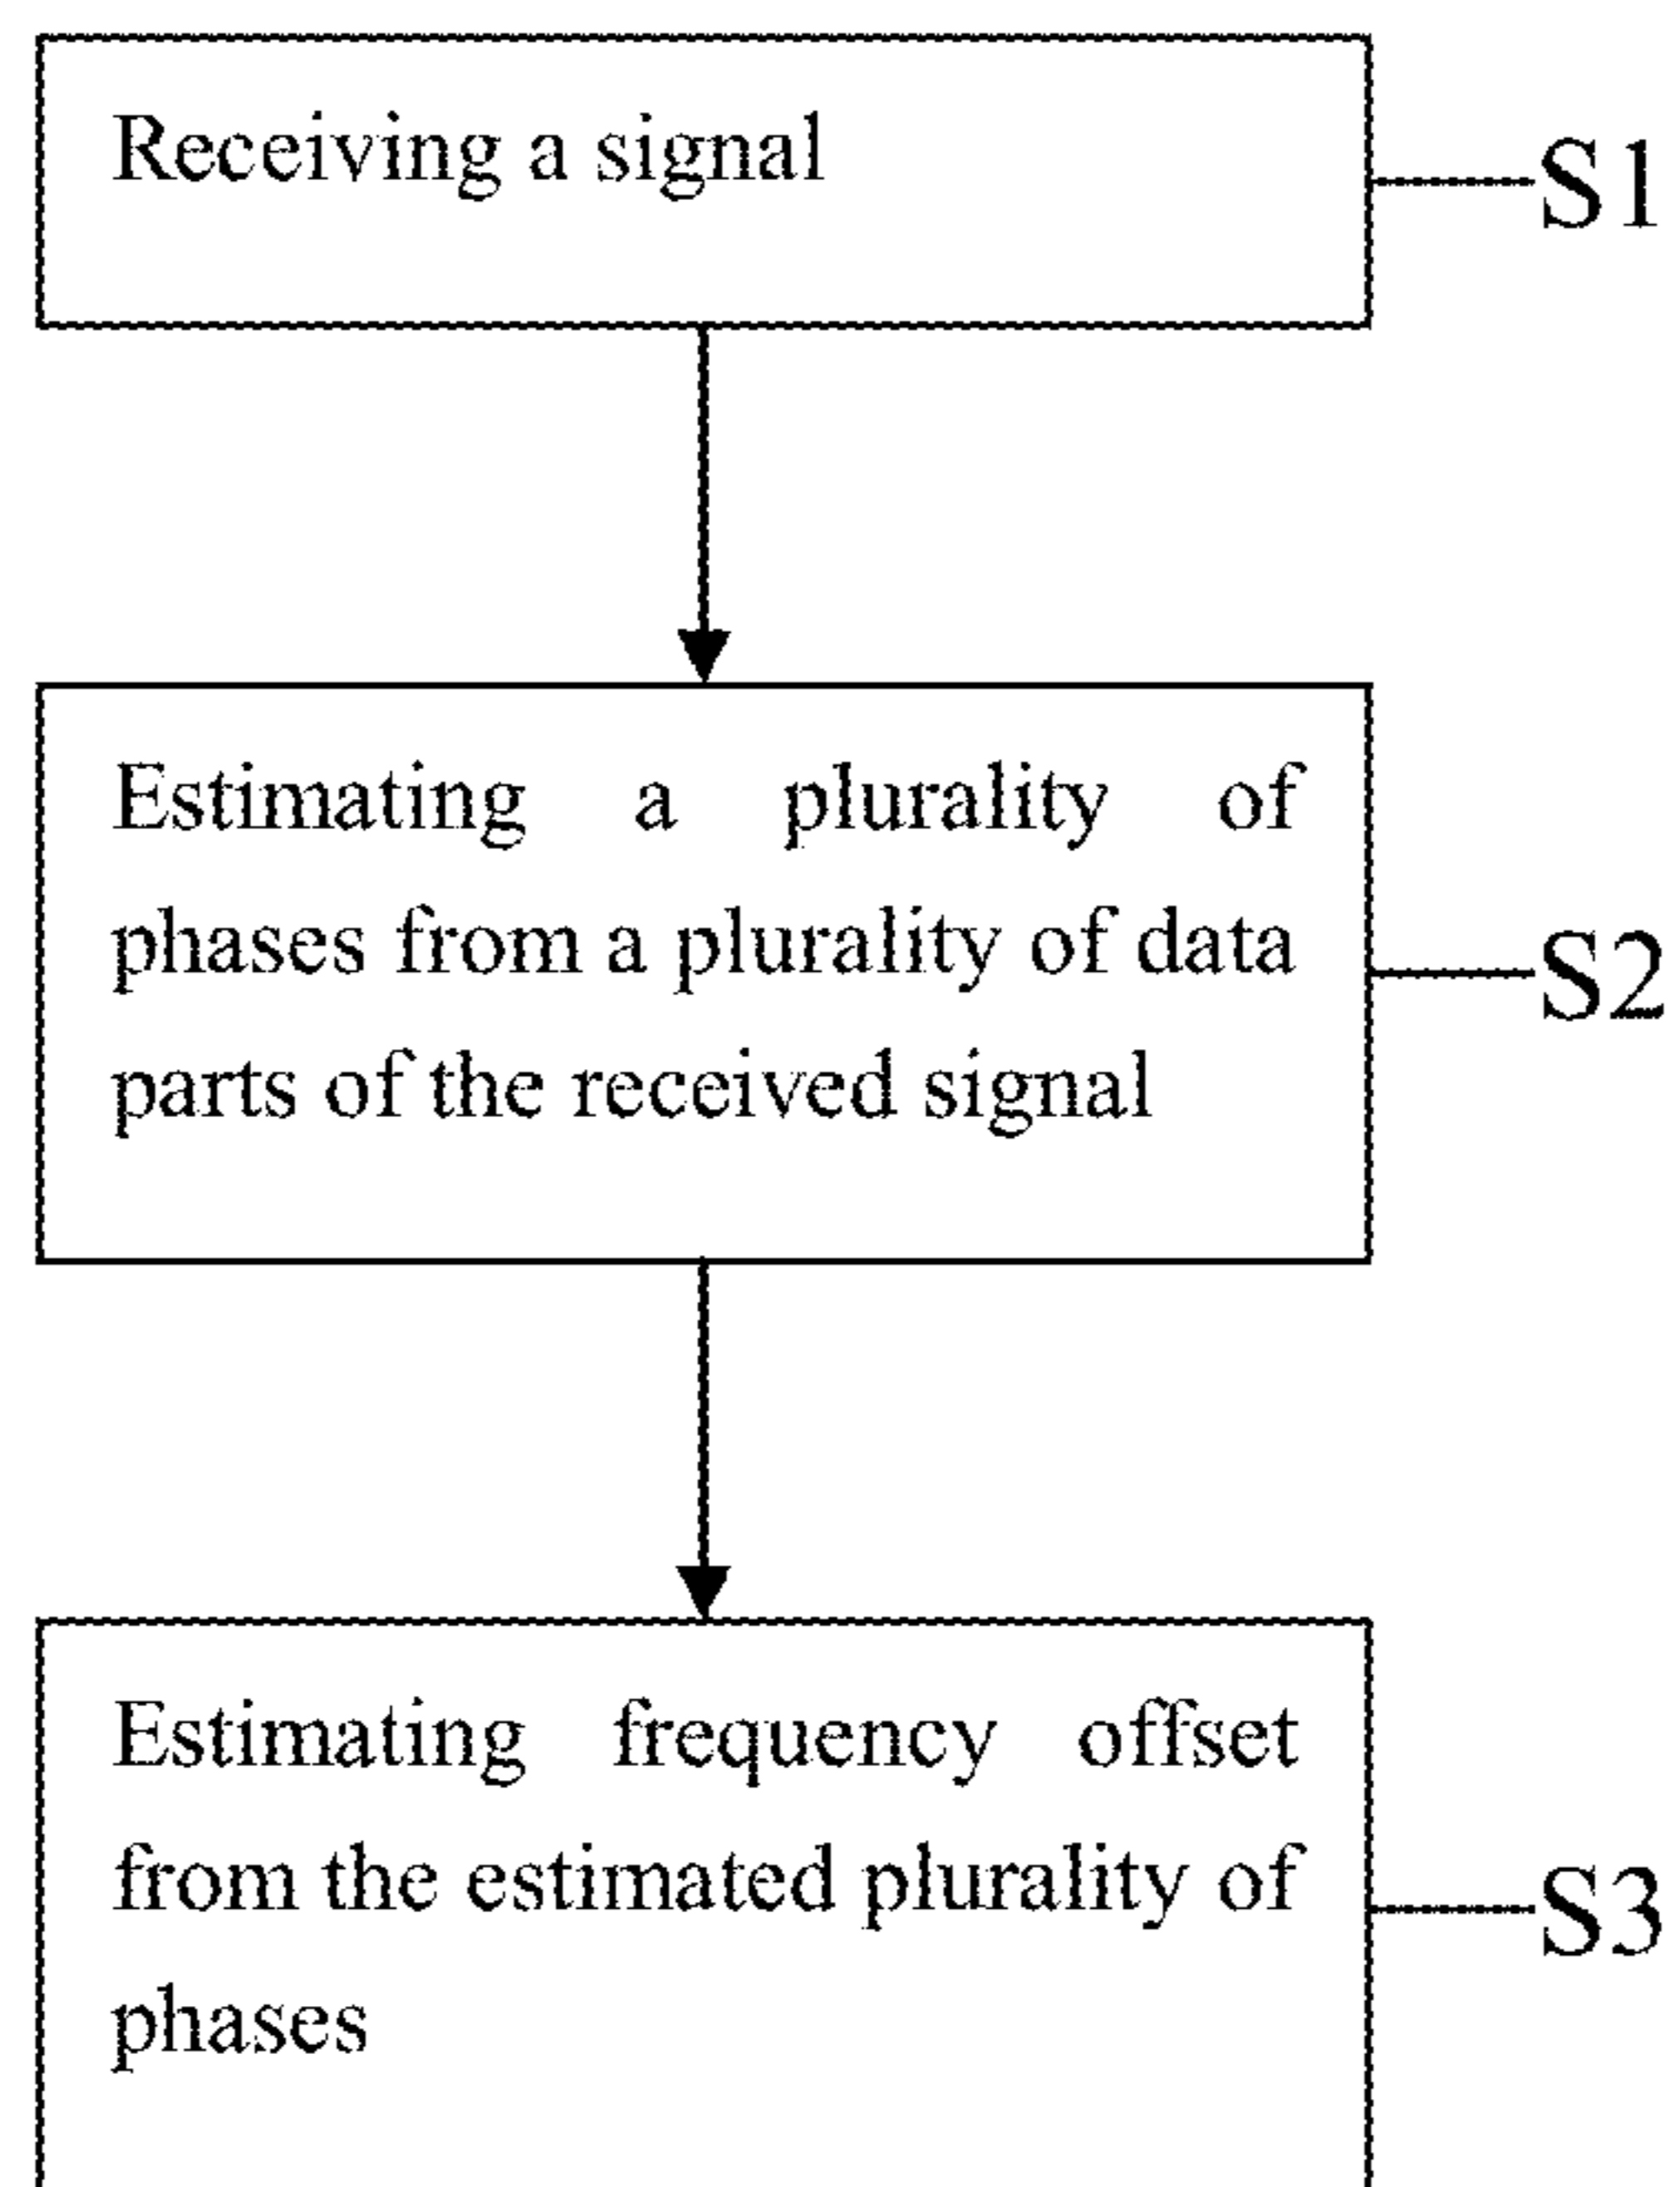 Receiving a signal
S1
Estimating a plurality of
phases from a plurality of data
parts of the received signal
S2
Estimating frequency offset
from the estimated plurality of
phases
S3